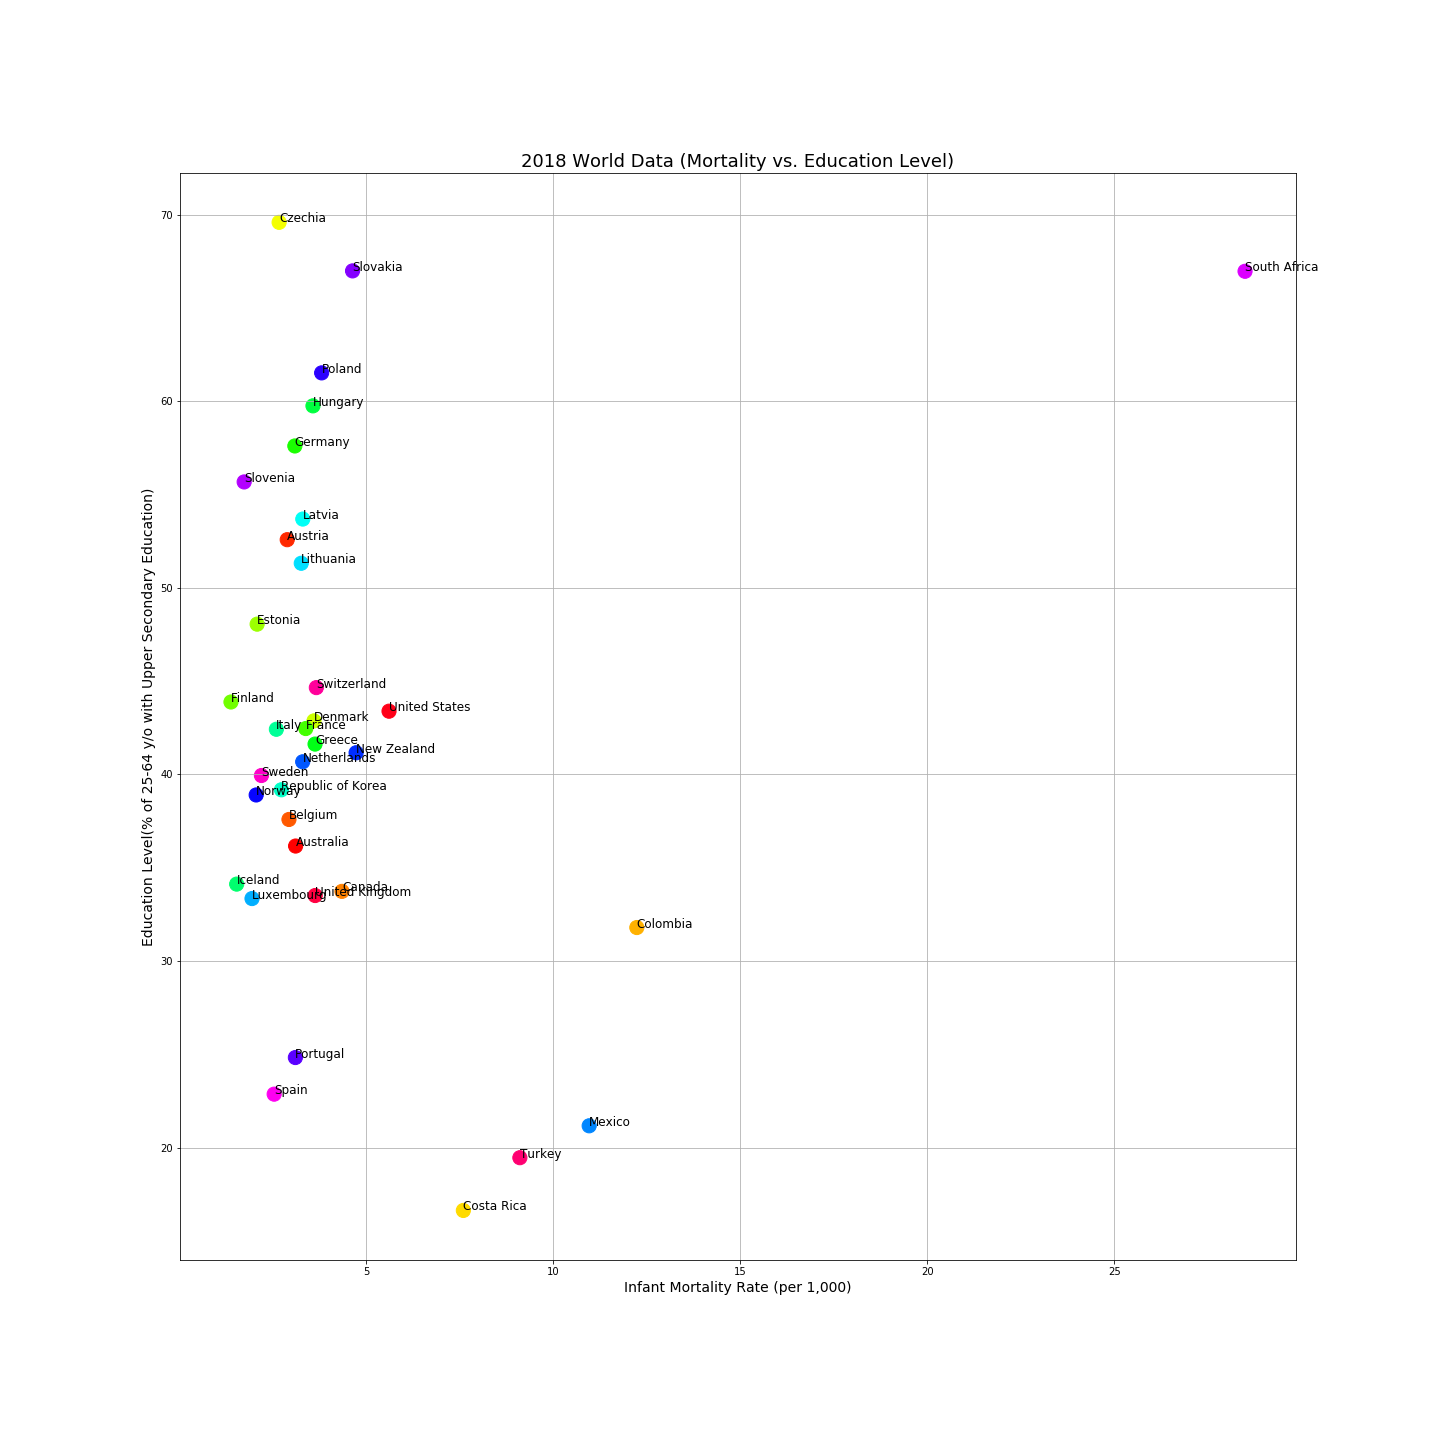 2018 World Data (Mortality vs. Education Level)
70
Czechia
Slovakia
South Africa
Poland
60
Hungary
Germany
Slovenia
Latvia
Austria
Lithuania
50
Estonia
Switzerland
Finland
United States
Denmark
Italy
France
Greece
New Zealand
Netherlands
Sweden
40
Republic of Korea
Norway
Belgium
Australia
Iceland
Canada
United Kingdom
Luxembourg
Colombia
30
Portugal
Spain
Mexico
Turkey
20
Costa Rica
Education Level(% of 25-64 y/o with Upper Secondary Education)
5 10 15 20 25
Infant Mortality Rate (per 1,000)